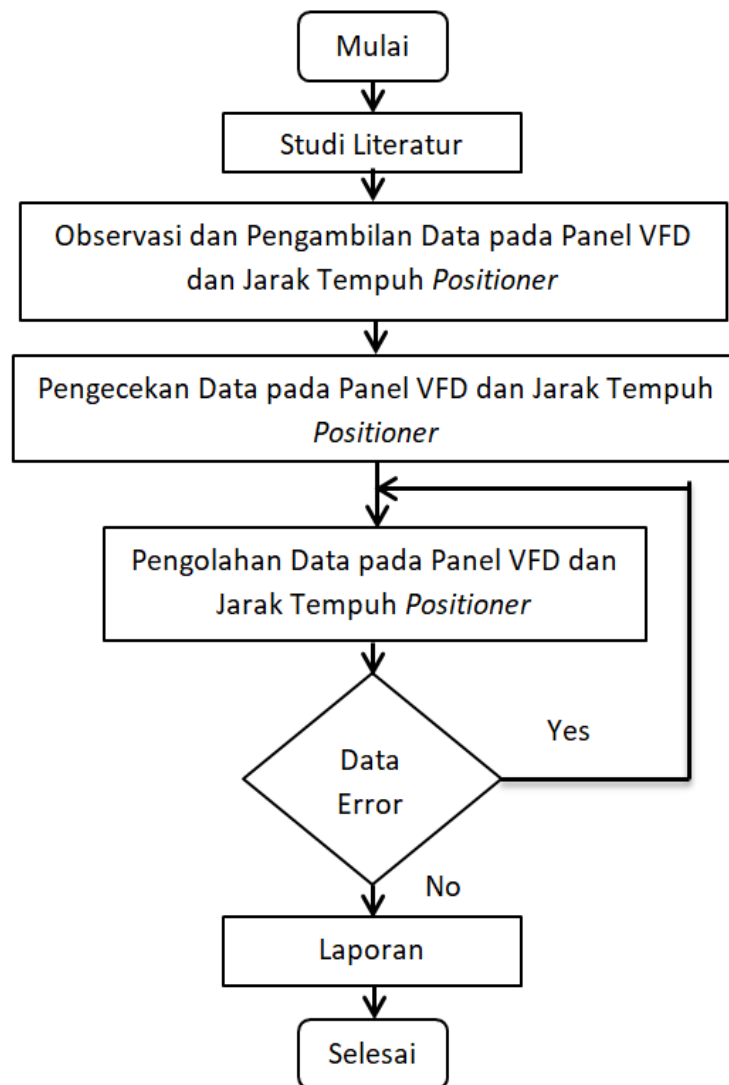 Mulai
Studi Literatur
Observasi dan Pengambilan Data pada Panel VFD
dan Jarak Tempuh Positioner
Pengecekan Data pada Panel VFD dan Jarak Tempuh
Positioner
Pengolahan Data pada Panel VFD dan
Jarak Tempuh Positioner
Yes
Data
Error
No
Laporan
Selesai